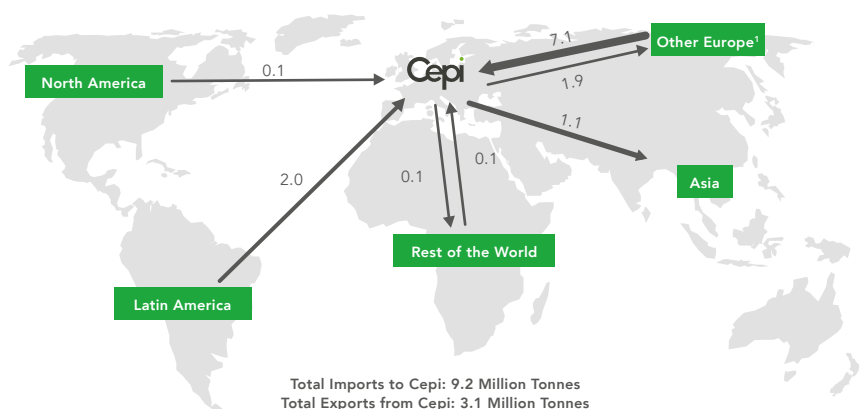 7.1
Other Europe¹
Cepi
0.1
North America
1.9
1.1
2.0
0.1
0.1
Asia
Rest of the World
Latin America
Total Imports to Cepi: 9.2 Million Tonnes
Total Exports from Cepi: 3.1 Million Tonnes